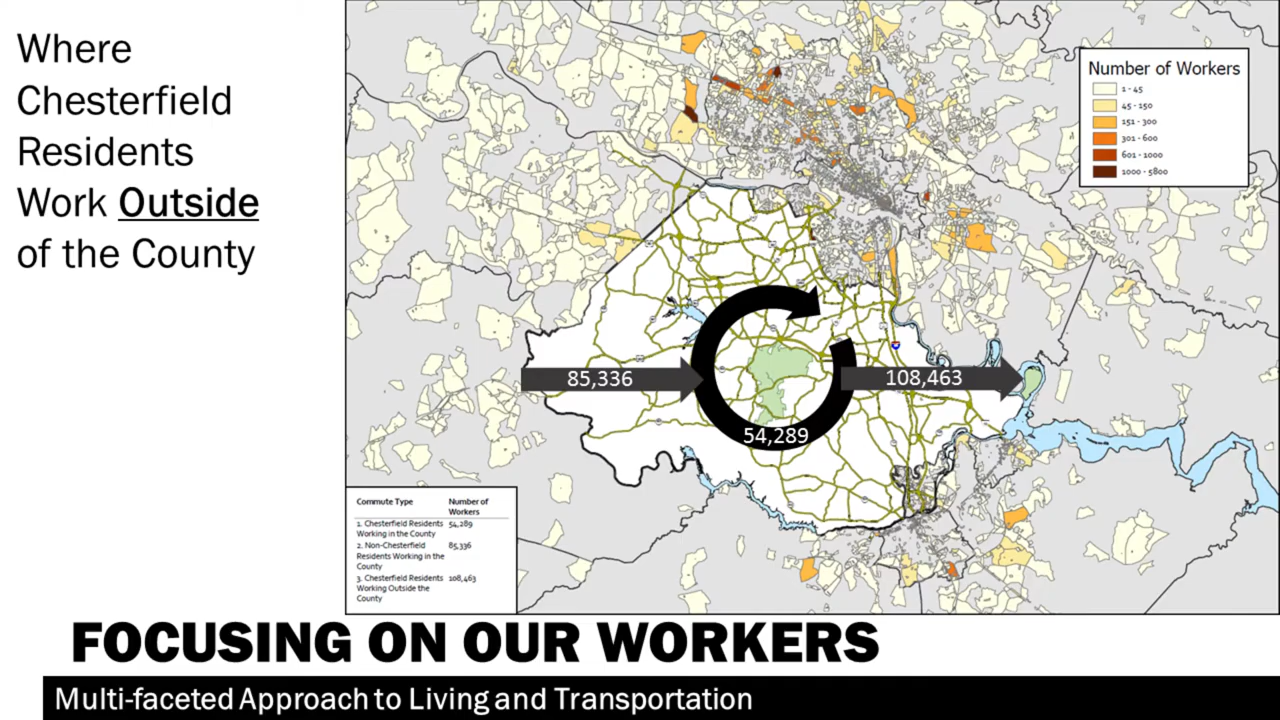 Where
Chesterfield
Residents
Work Outside
of the County
Number of Workers
1 - 45
45 - 150
151 - 300
301 - 600
601 - 1000
1000 - 5800
85,336
108,463
54,289
Commute Type Number of
Workers
1. Chesterfield Residents 54,289
Working in the County
2. Non-Chesterfield 85,336
Residents Working in the
County
3. Chesterfield Residents 108,463
Working Outside the
County
FOCUSING ON OUR WORKERS
Multi-faceted Approach to Living and Transportation